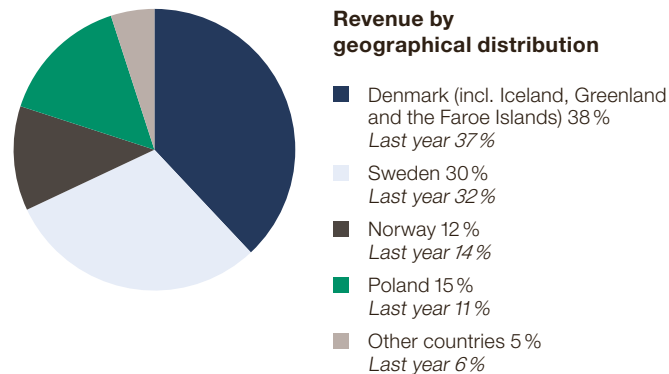 Revenue by
geographical distribution
Denmark (incl. Iceland, Greenland
and the Faroe Islands) 38 %
Last year 37 %
Sweden 30 %
Last year 32 %
Norway 12 %
Last year 14 %
Poland 15 %
Last year 11 %
Other countries 5 %
Last year 6 %